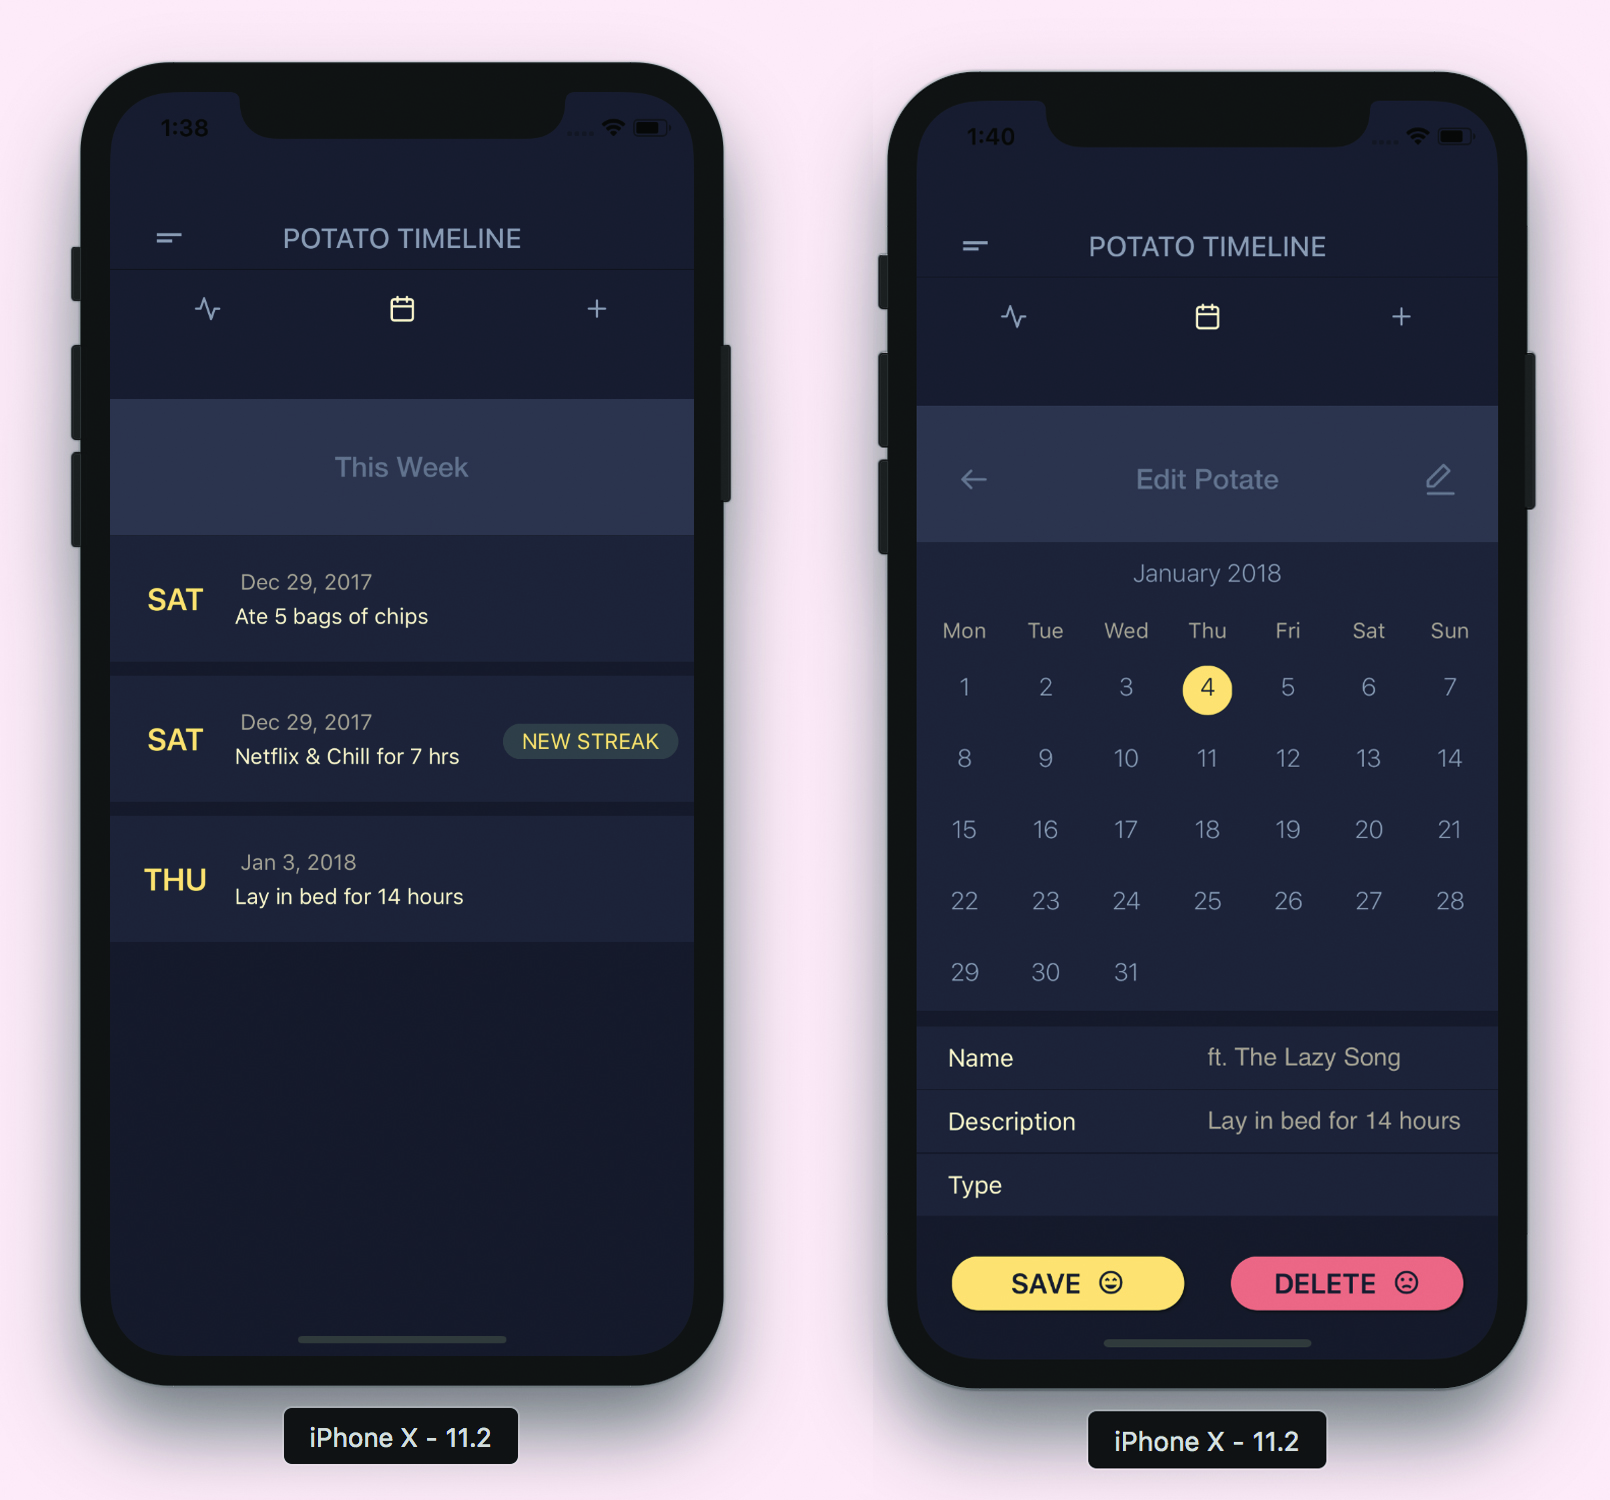 1:38
POTATO TIMELINE
This Week
SAT
Dec 29, 2017
Ate 5 bags of chips
SAT
Dec 29, 2017
Netflix & Chill for 7 hrs
NEW STREAK
THU
Jan 3, 2018
Lay in bed for 14 hours
iPhone X - 11.2
1:40
POTATO TIMELINE
Edit Potate
January 2018
Mon Tue Wed Thu Fri Sat Sun
1 2 3 4 5 6 7
8 9 10 11 12 13 14
15 16 17 18 19 20 21
22 23 24 25 26 27 28
29 30 31
Name ft. The Lazy Song
Description Lay in bed for 14 hours
Type
SAVE DELETE
iPhone X - 11.2